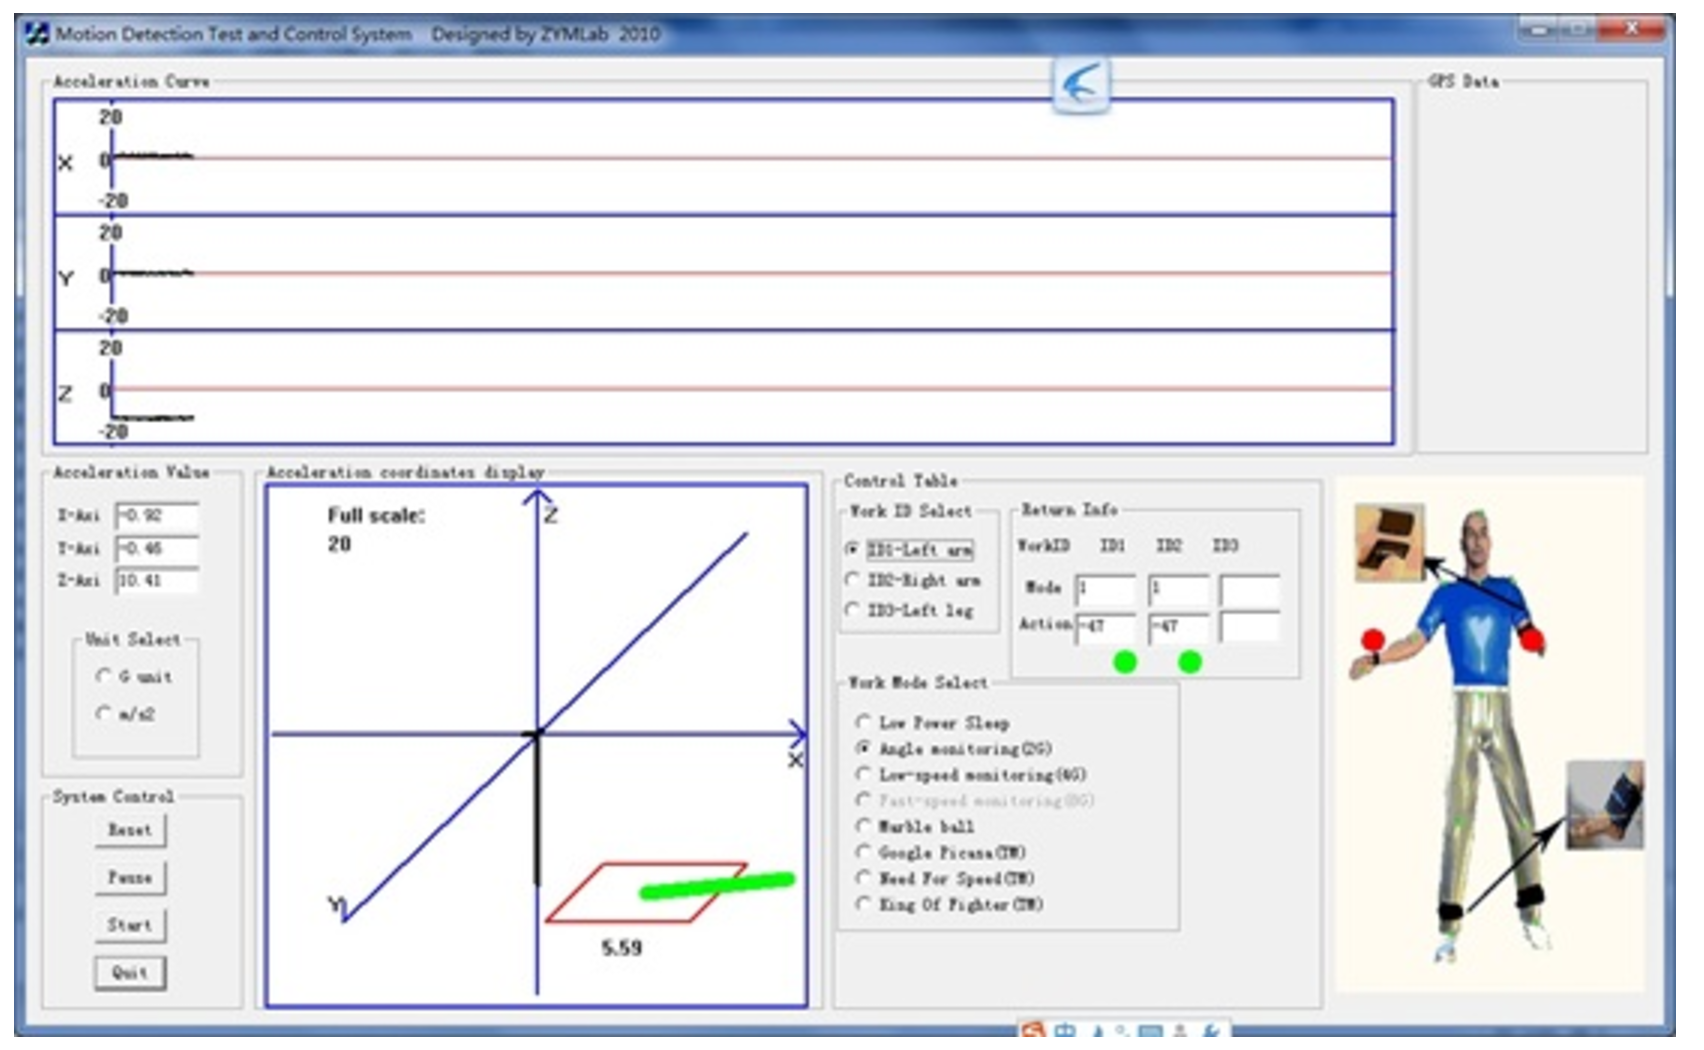 Motion Detection Test and Control System Designed by ZYMLab 2010
Acceleration Curve
GPS Data
20
X 0
-20
20
Y 0
-20
20
Z 0
-20
Acceleration Value
X-Axi -0.92
Y-Axi -0.46
Z-Axi 10.41
Unit Select
G unit
m/s2
System Control
Reset
Pause
Start
Quit
Acceleration coordinates display
Full scale:
20
Z
X
Y
5.59
Control Table
Work ID Select
ID1-Left arm
ID2-Right arm
ID3-Left leg
Return Info
WorkID ID1 ID2 ID3
Mode 1 1
Action -47 -47
Work Mode Select
Low Power Sleep
Angle monitoring(2G)
Low-speed monitoring(4G)
Fast-speed monitoring(8G)
Marble ball
Google Picasa(TW)
Need For Speed(TW)
King Of Fighter(TW)
中